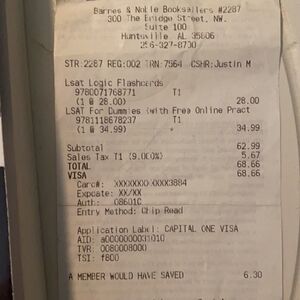 Barnes & Noble Booksellers #2287
300 The Bridge Street, NW.
Suite 100
Huntsville, AL 35806
256-327-8700
STR:2287 REG:002 TRN:7564 CSHR:Justin M
Lsat Logic Flashcards
9780071768771 T1
(1 @ 28.00) 28.00
LSAT For Dummies (with Free Online Pract
9781118678237 T1
(1 @ 34.99) 34.99
Subtotal 62.99
Sales Tax T1 (9.000%) 5.67
TOTAL 68.66
VISA 68.66
Card#: XXXXXXXXXXXX3884
Expdate: XX/XX
Auth: 08601C
Entry Method: Chip Read
Application Label: CAPITAL ONE VISA
AID: a0000000031010
TVR: 0080008000
TSI: f800
A MEMBER WOULD HAVE SAVED 6.30